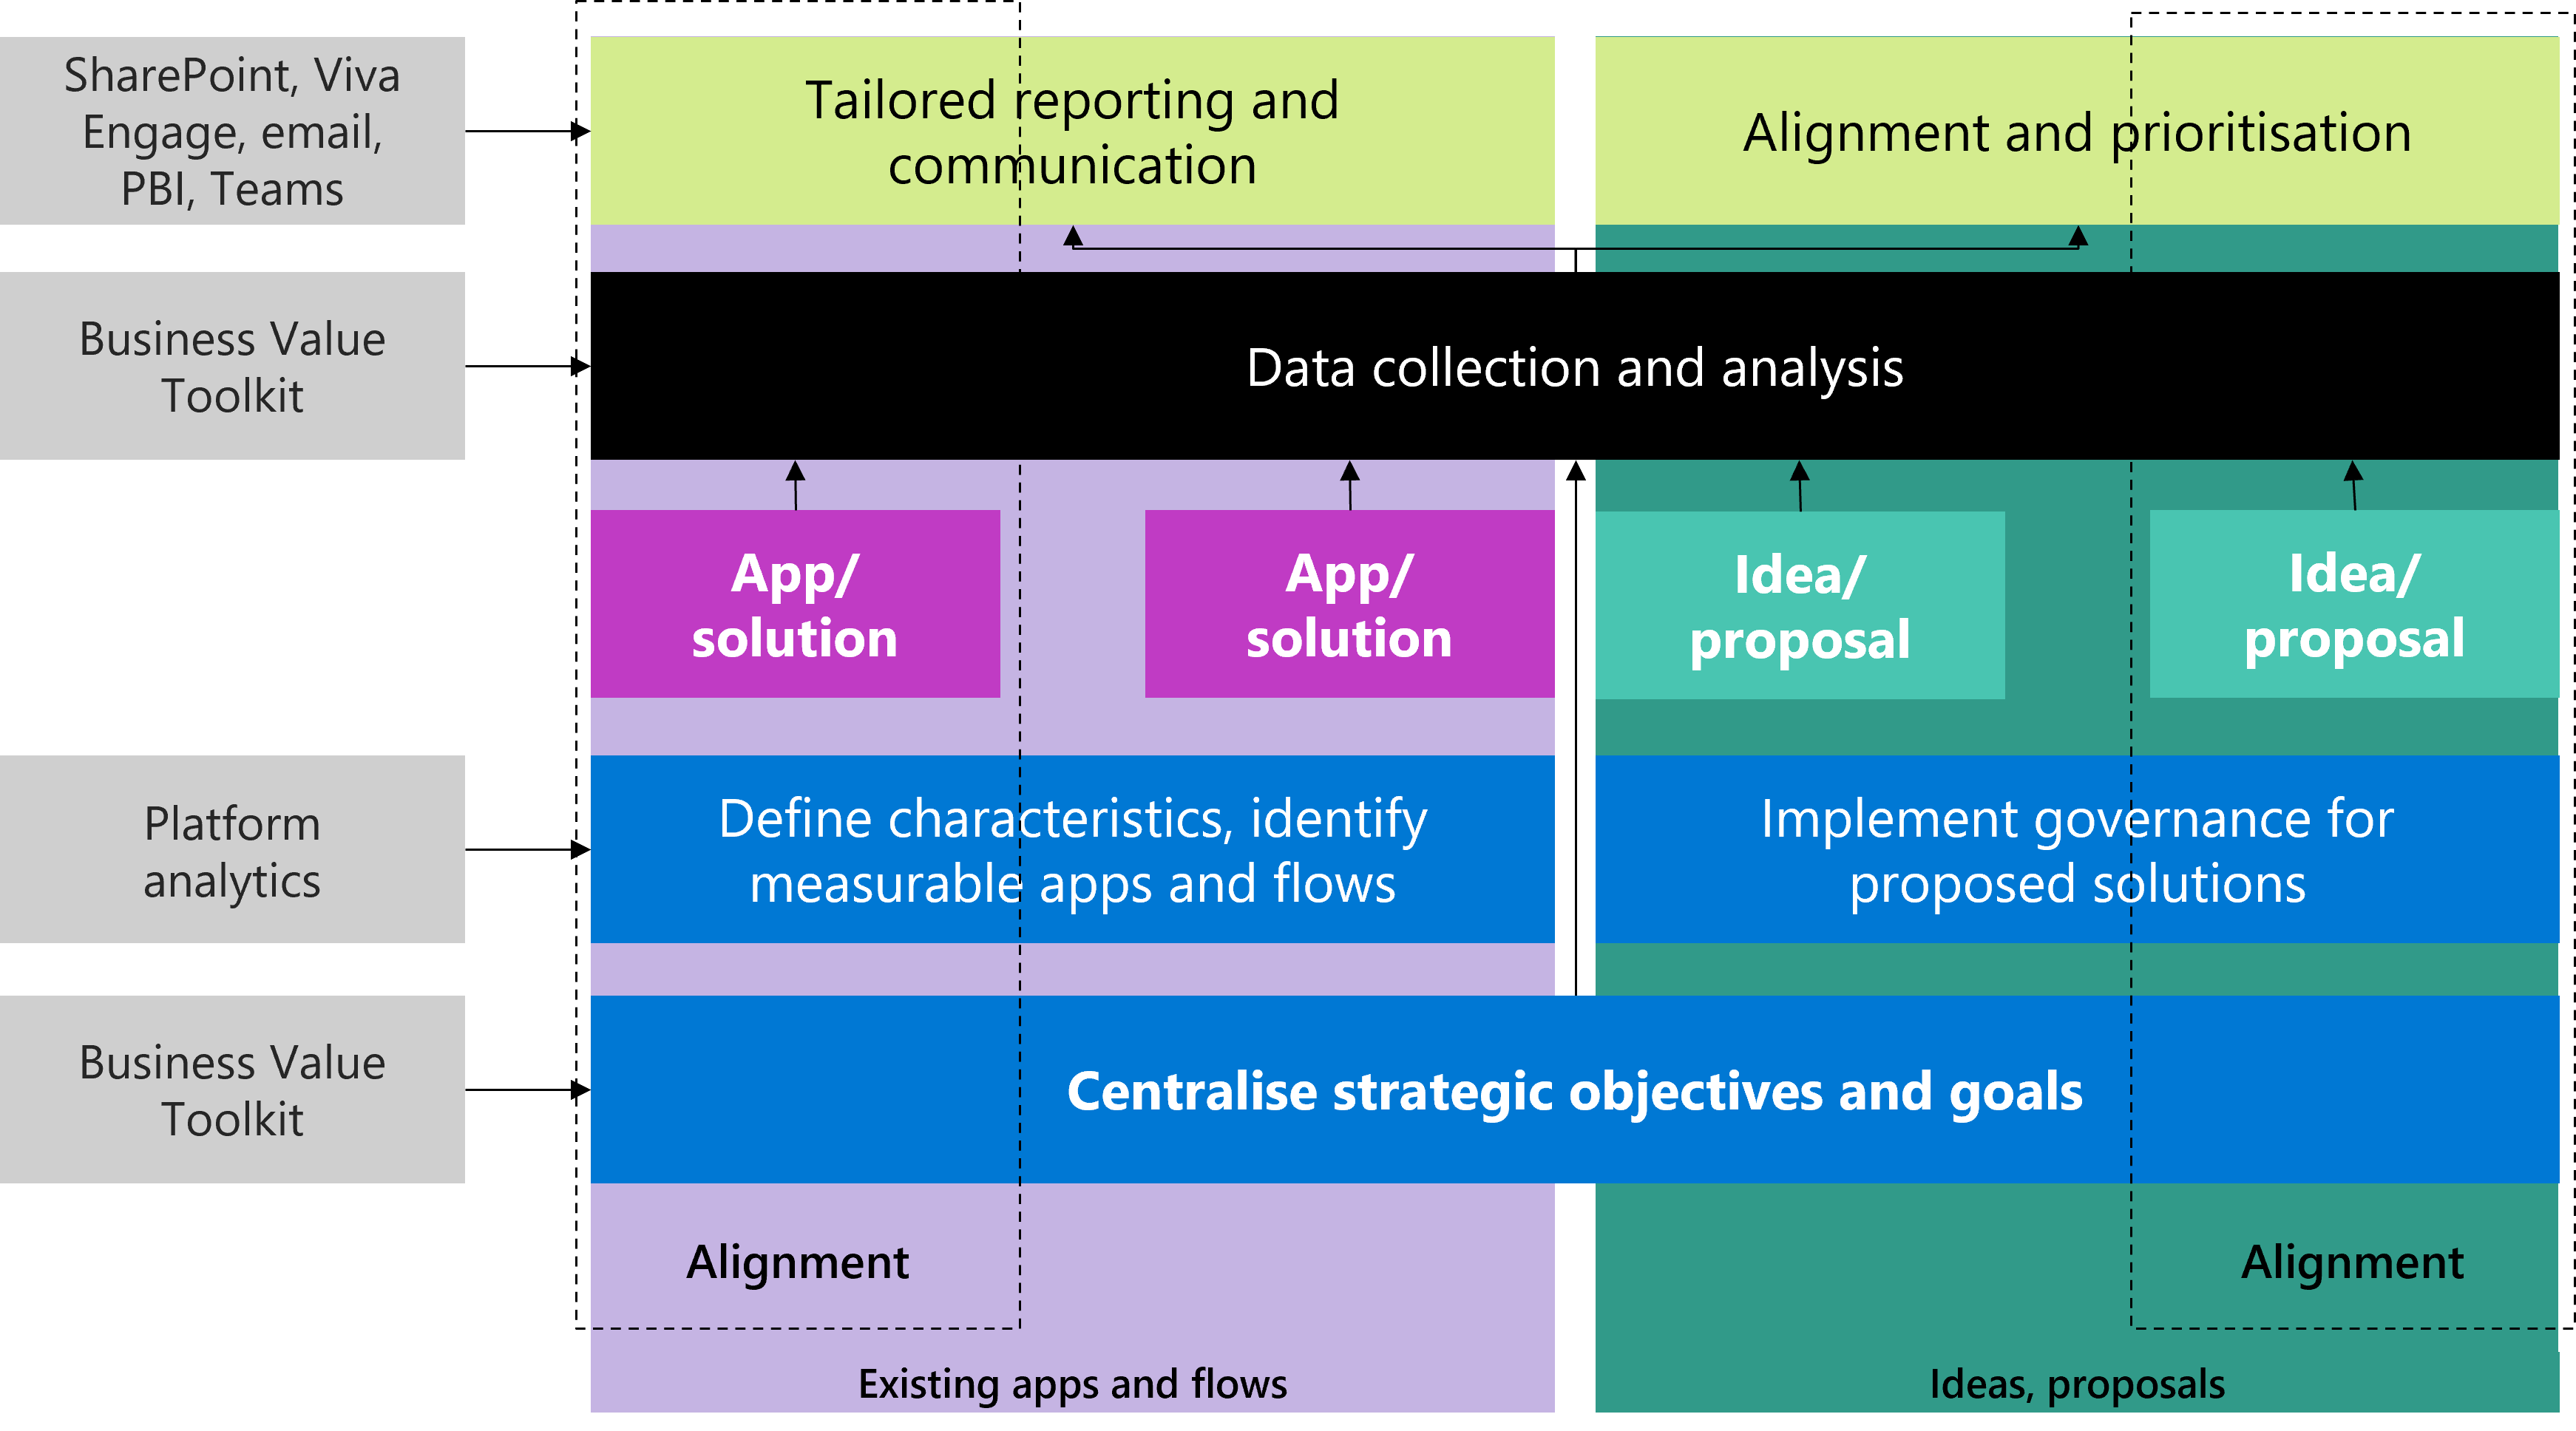 SharePoint, Viva
Engage, email,
PBI, Teams
Tailored reporting and
communication
Alignment and prioritisation
Business Value
Toolkit
Data collection and analysis
App/
solution
App/
solution
Idea/
proposal
Idea/
proposal
Platform
analytics
Define characteristics, identify
measurable apps and flows
Implement governance for
proposed solutions
Business Value
Toolkit
Centralise strategic objectives and goals
Alignment
Alignment
Existing apps and flows
Ideas, proposals